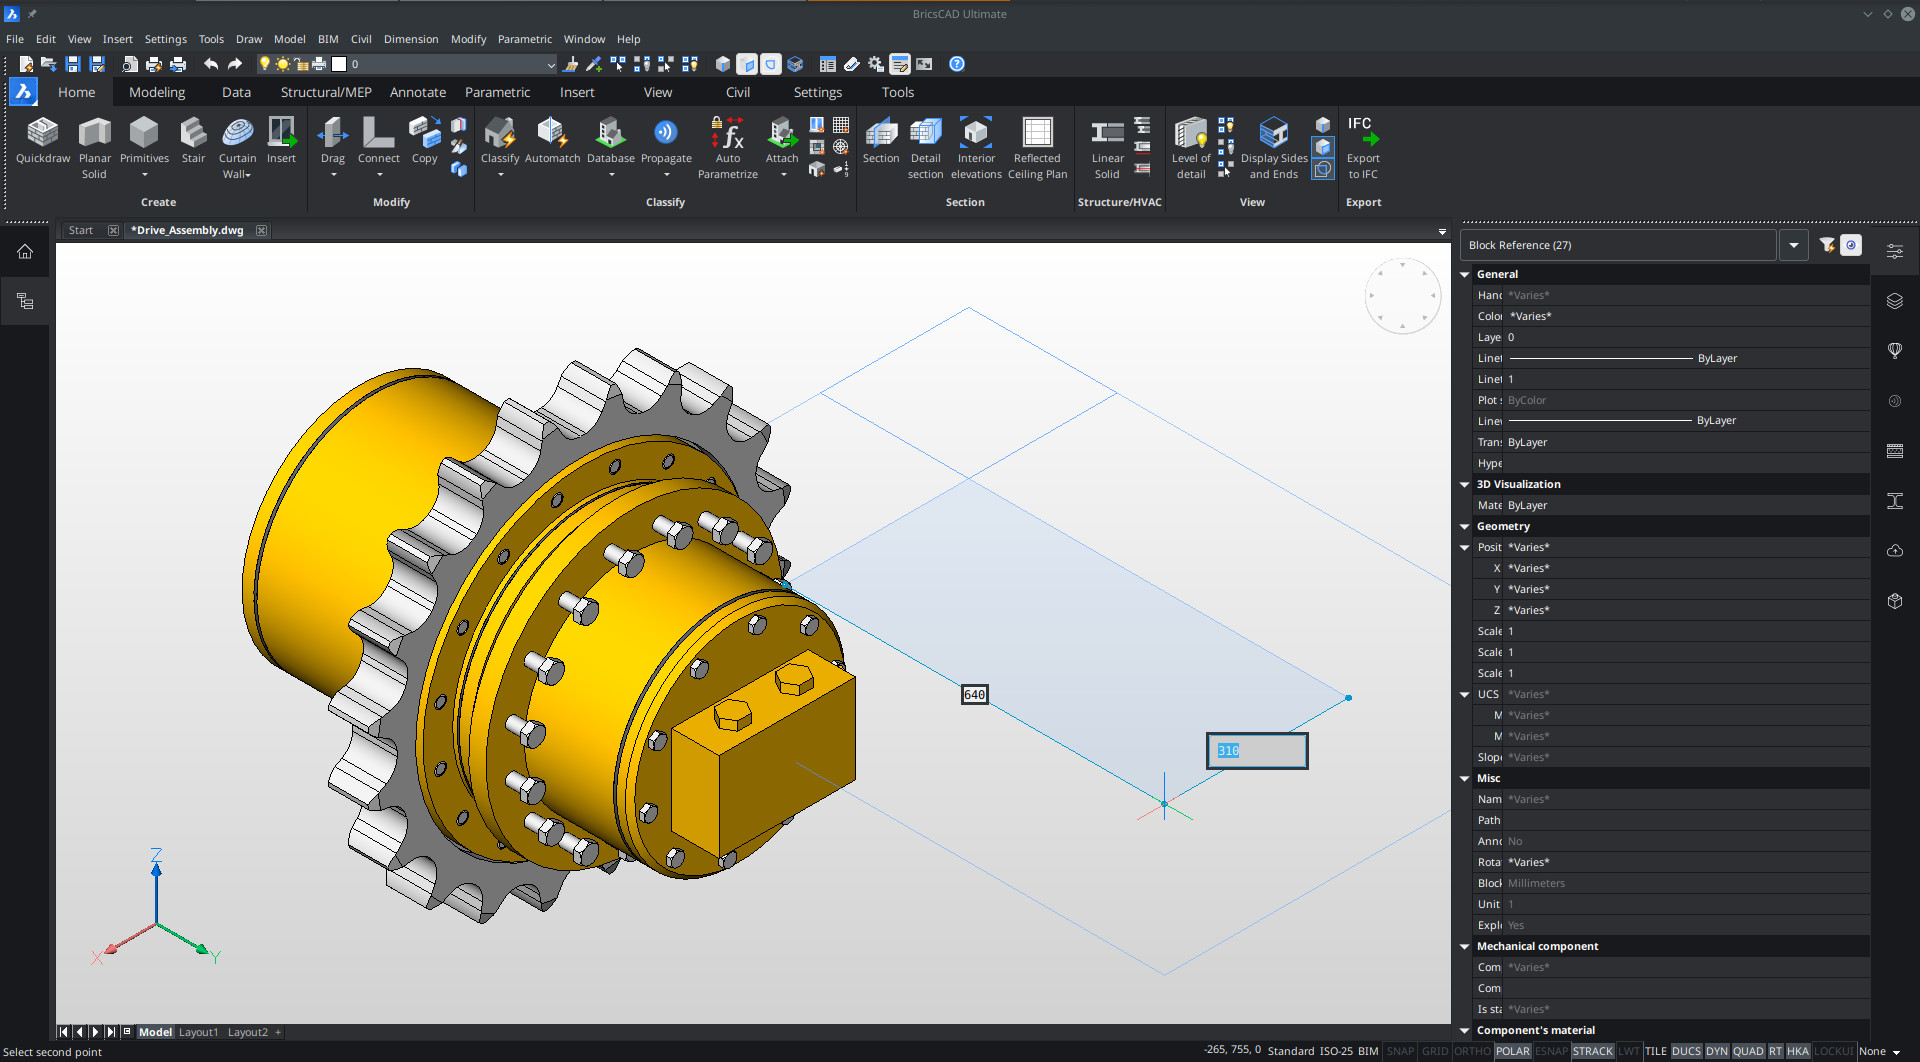 BricsCAD Ultimate
File Edit View Insert Settings Tools Draw Model BIM Civil Dimension Modify Parametric Window Help
0
Home Modeling Data Structural/MEP Annotate Parametric Insert View Civil Settings Tools
Quickdraw
Planar Solid
Primitives
Stair
Curtain Wall
Insert
Create
Drag
Connect
Copy
Modify
Classify
Automatch
Database
Propagate
Auto Parametrize
Attach
Classify
Section
Detail section
Interior elevations
Reflected Ceiling Plan
Section
Linear Solid
Structure/HVAC
Level of detail
Display Sides and Ends
View
IFC
Export to IFC
Export
Start
*Drive_Assembly.dwg
640
310
Z
X
Y
Block Reference (27)
General
Hand *Varies*
Color *Varies*
Laye 0
Linet ByLayer
Linet 1
Plot s ByColor
Linew ByLayer
Trans ByLayer
Hype
3D Visualization
Mate ByLayer
Geometry
Posit *Varies*
X *Varies*
Y *Varies*
Z *Varies*
Scale 1
Scale 1
Scale 1
UCS *Varies*
M *Varies*
M *Varies*
Slope *Varies*
Misc
Nam *Varies*
Path
Anno No
Rota *Varies*
Block Millimeters
Unit 1
Expl Yes
Mechanical component
Com *Varies*
Com
Is sta *Varies*
Component's material
Model Layout1 Layout2 +
Select second point
-265, 755, 0 Standard ISO-25 BIM SNAP GRID ORTHO POLAR ESNAP STRACK LWT TILE DUCS DYN QUAD RT HKA LOCKUI None